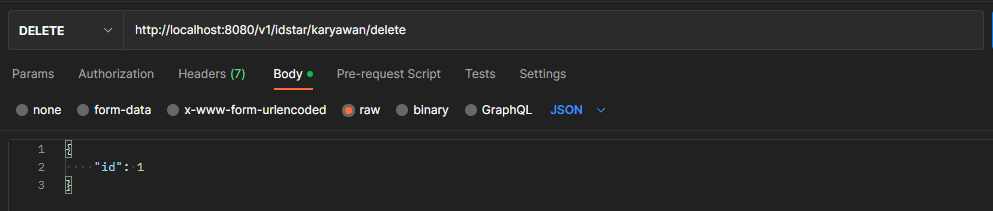 DELETE http://localhost:8080/v1/idstar/karyawan/delete
Params Authorization Headers (7) Body Pre-request Script Tests Settings
none form-data x-www-form-urlencoded raw binary GraphQL JSON
1 {
2 "id": 1
3 }